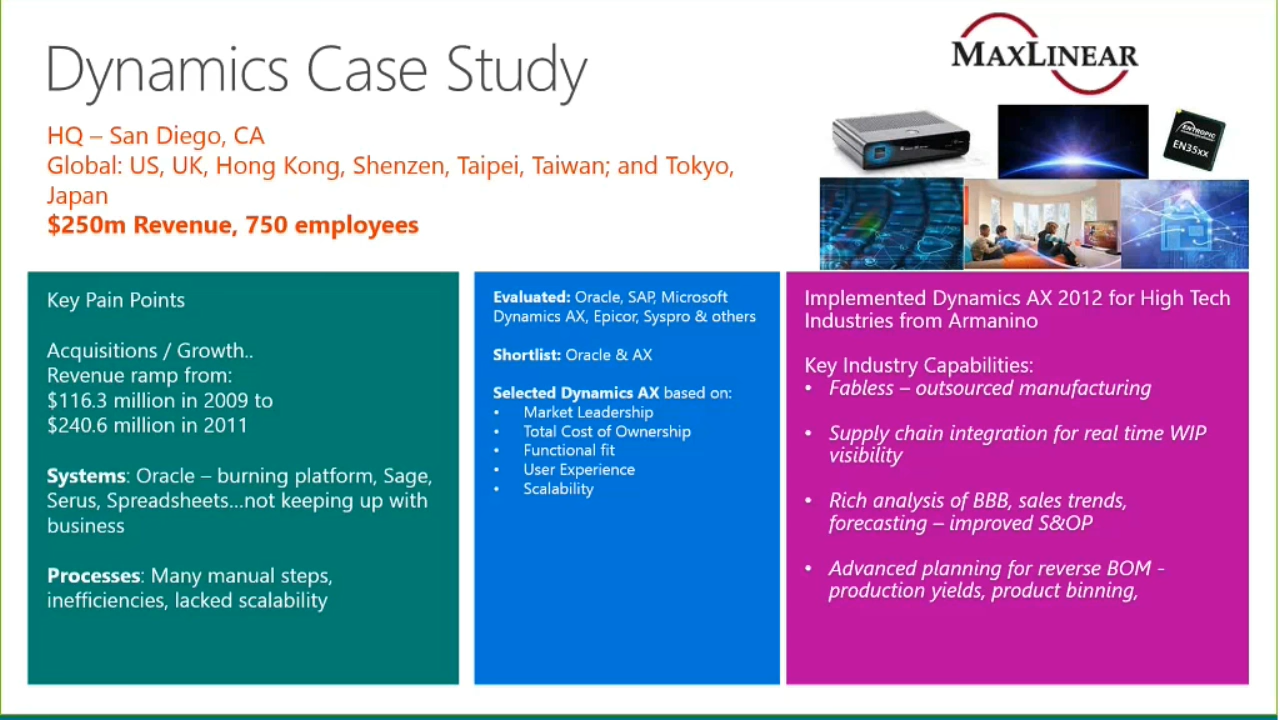 Dynamics Case Study
MAXLINEAR
HQ – San Diego, CA
Global: US, UK, Hong Kong, Shenzen, Taipei, Taiwan; and Tokyo,
Japan
$250m Revenue, 750 employees
ENTROPIC
EN35xx
Key Pain Points
Acquisitions / Growth..
Revenue ramp from:
$116.3 million in 2009 to
$240.6 million in 2011
Systems: Oracle – burning platform, Sage,
Serus, Spreadsheets...not keeping up with
business
Processes: Many manual steps,
inefficiencies, lacked scalability
Evaluated: Oracle, SAP, Microsoft
Dynamics AX, Epicor, Syspro & others
Shortlist: Oracle & AX
Selected Dynamics AX based on:
• Market Leadership
• Total Cost of Ownership
• Functional fit
• User Experience
• Scalability
Implemented Dynamics AX 2012 for High Tech
Industries from Armanino
Key Industry Capabilities:
• Fabless – outsourced manufacturing
• Supply chain integration for real time WIP
visibility
• Rich analysis of BBB, sales trends,
forecasting – improved S&OP
• Advanced planning for reverse BOM -
production yields, product binning,